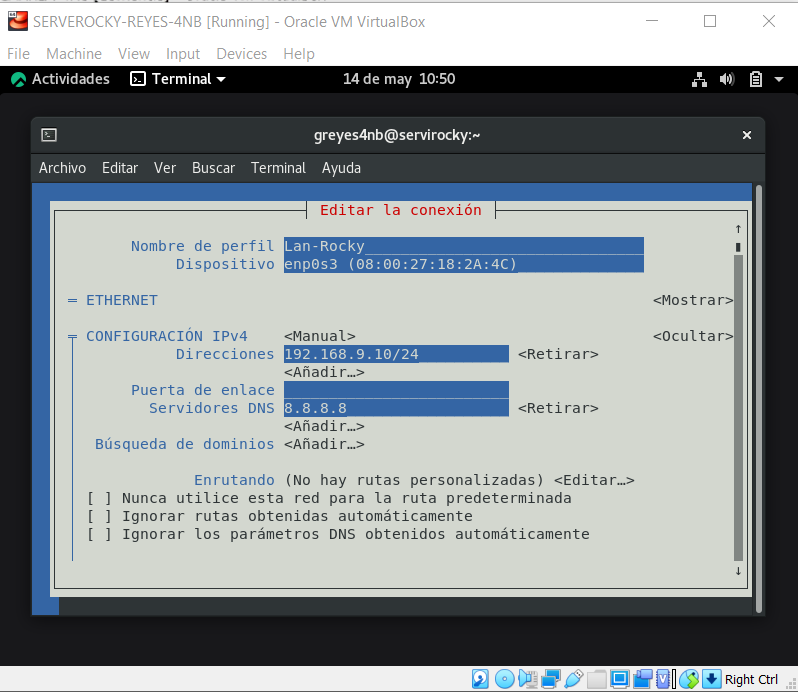 SERVEROCKY-REYES-4NB [Running] - Oracle VM VirtualBox
File Machine View Input Devices Help
Actividades Terminal 14 de may 10:50
greyes4nb@servirocky:~
Archivo Editar Ver Buscar Terminal Ayuda
Editar la conexión
Nombre de perfil Lan-Rocky
Dispositivo enp0s3 (08:00:27:18:2A:4C)
= ETHERNET <Mostrar>
CONFIGURACIÓN IPv4 <Manual> <Ocultar>
Direcciones 192.168.9.10/24 <Retirar>
<Añadir…>
Puerta de enlace
Servidores DNS 8.8.8.8 <Retirar>
<Añadir…>
Búsqueda de dominios <Añadir…>
Enrutando (No hay rutas personalizadas) <Editar…>
[ ] Nunca utilice esta red para la ruta predeterminada
[ ] Ignorar rutas obtenidas automáticamente
[ ] Ignorar los parámetros DNS obtenidos automáticamente
Right Ctrl